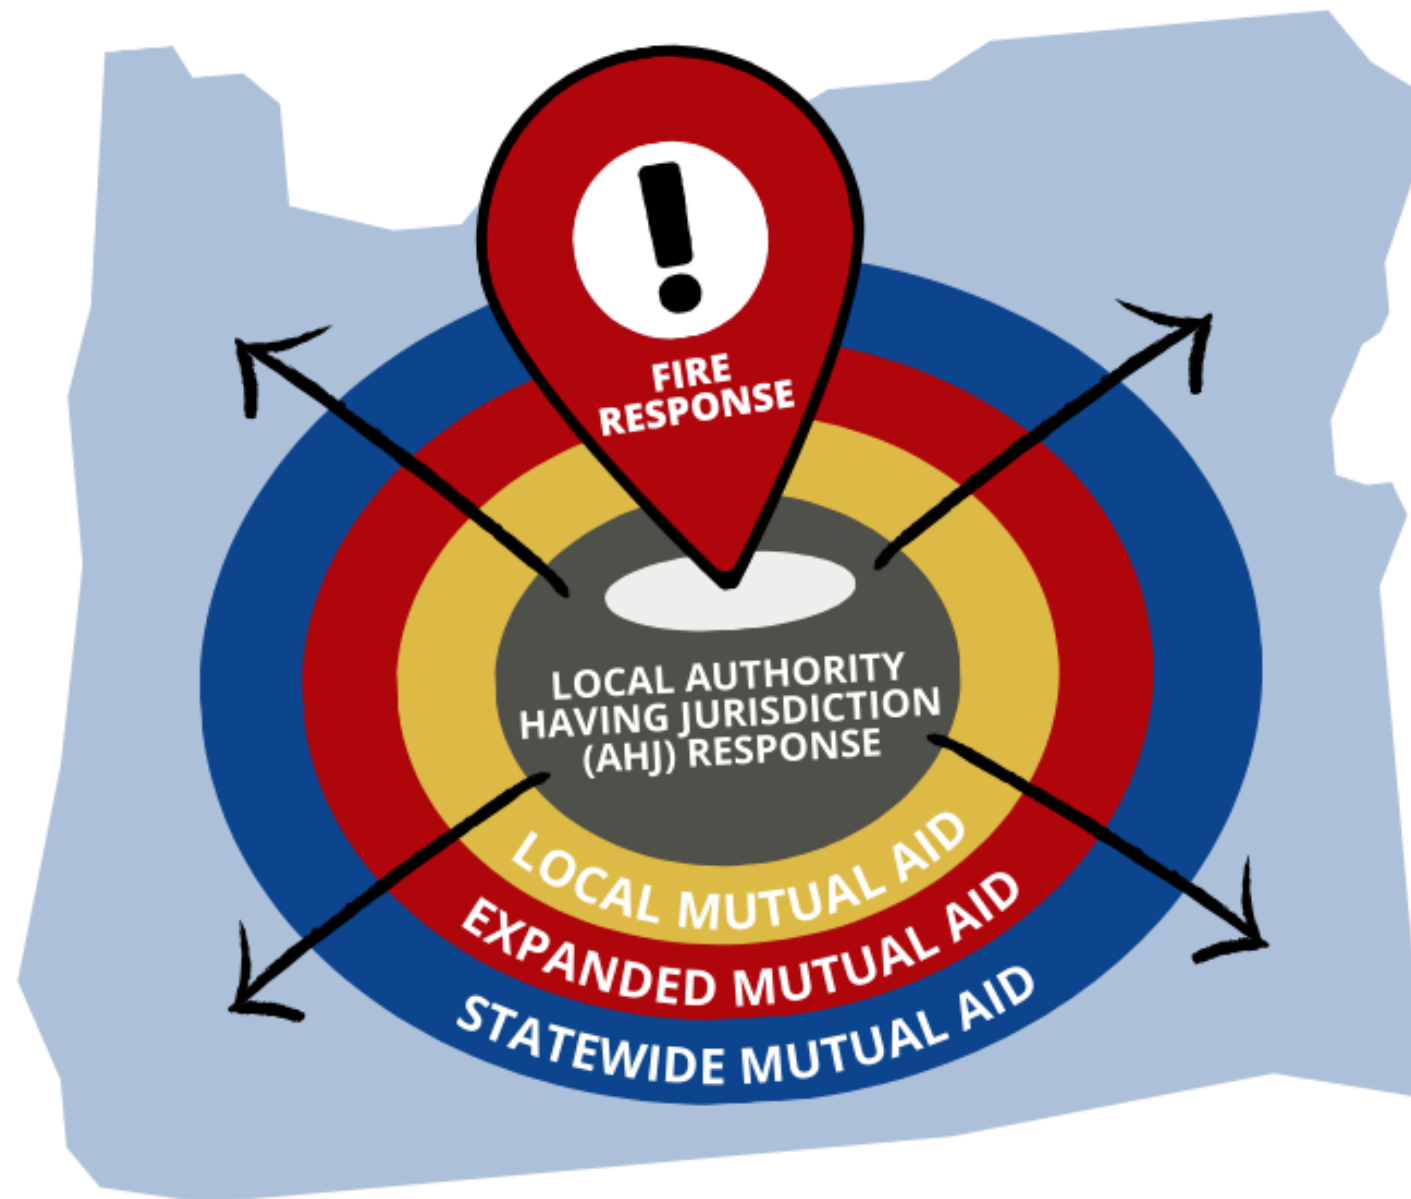 FIRE
RESPONSE
LOCAL AUTHORITY
HAVING JURISDICTION
(AHJ) RESPONSE
LOCAL MUTUAL AID
EXPANDED MUTUAL AID
STATEWIDE MUTUAL AID